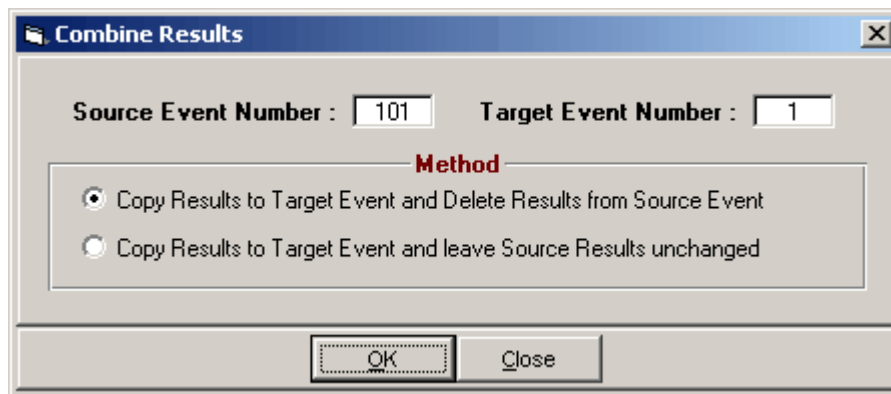 Combine Results
Source Event Number : 101 Target Event Number : 1
Method
Copy Results to Target Event and Delete Results from Source Event
Copy Results to Target Event and leave Source Results unchanged
OK Close